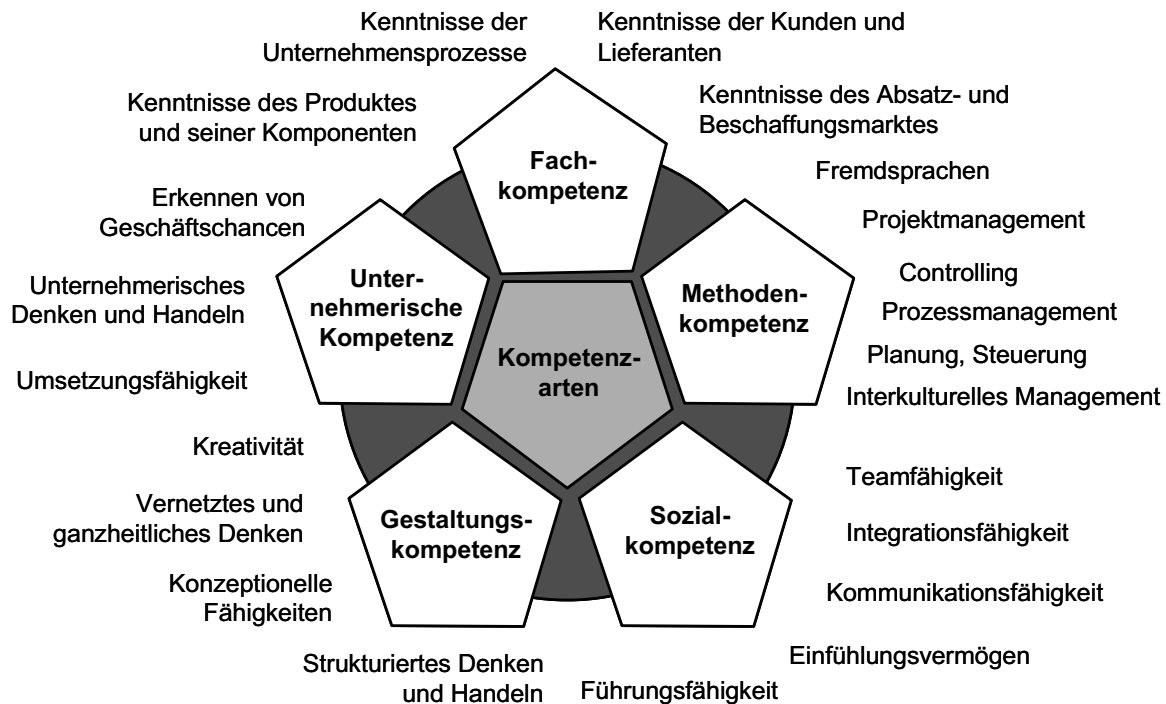 Kenntnisse der
Unternehmensprozesse
Kenntnisse der Kunden und
Lieferanten
Kenntnisse des Produktes
und seiner Komponenten
Kenntnisse des Absatz- und
Beschaffungsmarktes
Fach-
kompetenz
Fremdsprachen
Erkennen von
Geschäftschancen
Projektmanagement
Unternehmerisches
Denken und Handeln
Unter-
nehmerische
Kompetenz
Methoden-
kompetenz
Controlling
Prozessmanagement
Kompetenz-
arten
Planung, Steuerung
Umsetzungsfähigkeit
Interkulturelles Management
Kreativität
Teamfähigkeit
Vernetztes und
ganzheitliches Denken
Gestaltungs-
kompetenz
Sozial-
kompetenz
Integrationsfähigkeit
Konzeptionelle
Fähigkeiten
Kommunikationsfähigkeit
Strukturiertes Denken
und Handeln
Einfühlungsvermögen
Führungsfähigkeit